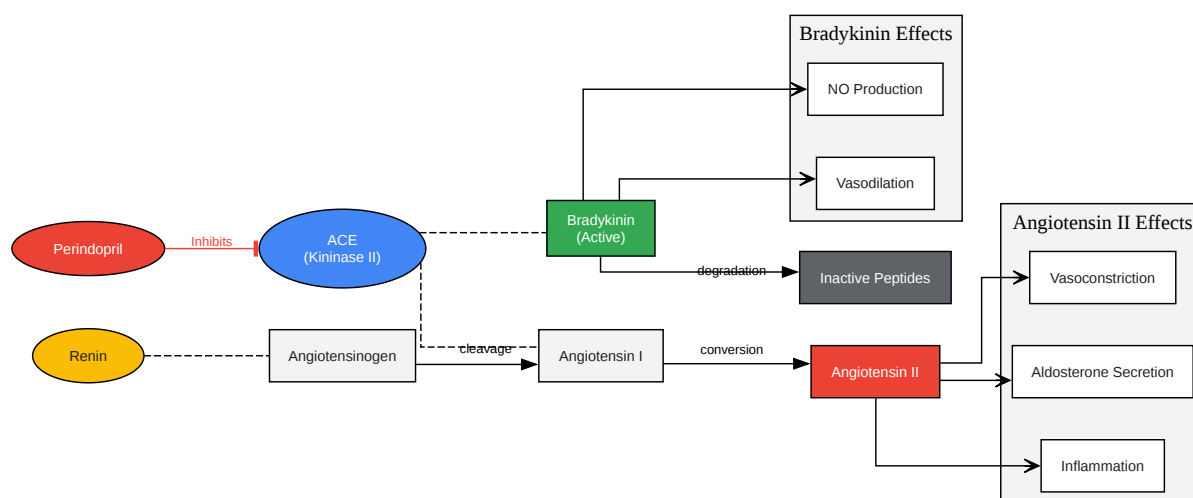 Bradykinin Effects
NO Production
Vasodilation
Bradykinin
(Active)
Perindopril
Inhibits
ACE
(Kininase II)
degradation
Inactive Peptides
Angiotensin II Effects
Vasoconstriction
Renin
Angiotensinogen
cleavage
Angiotensin I
conversion
Angiotensin II
Aldosterone Secretion
Inflammation